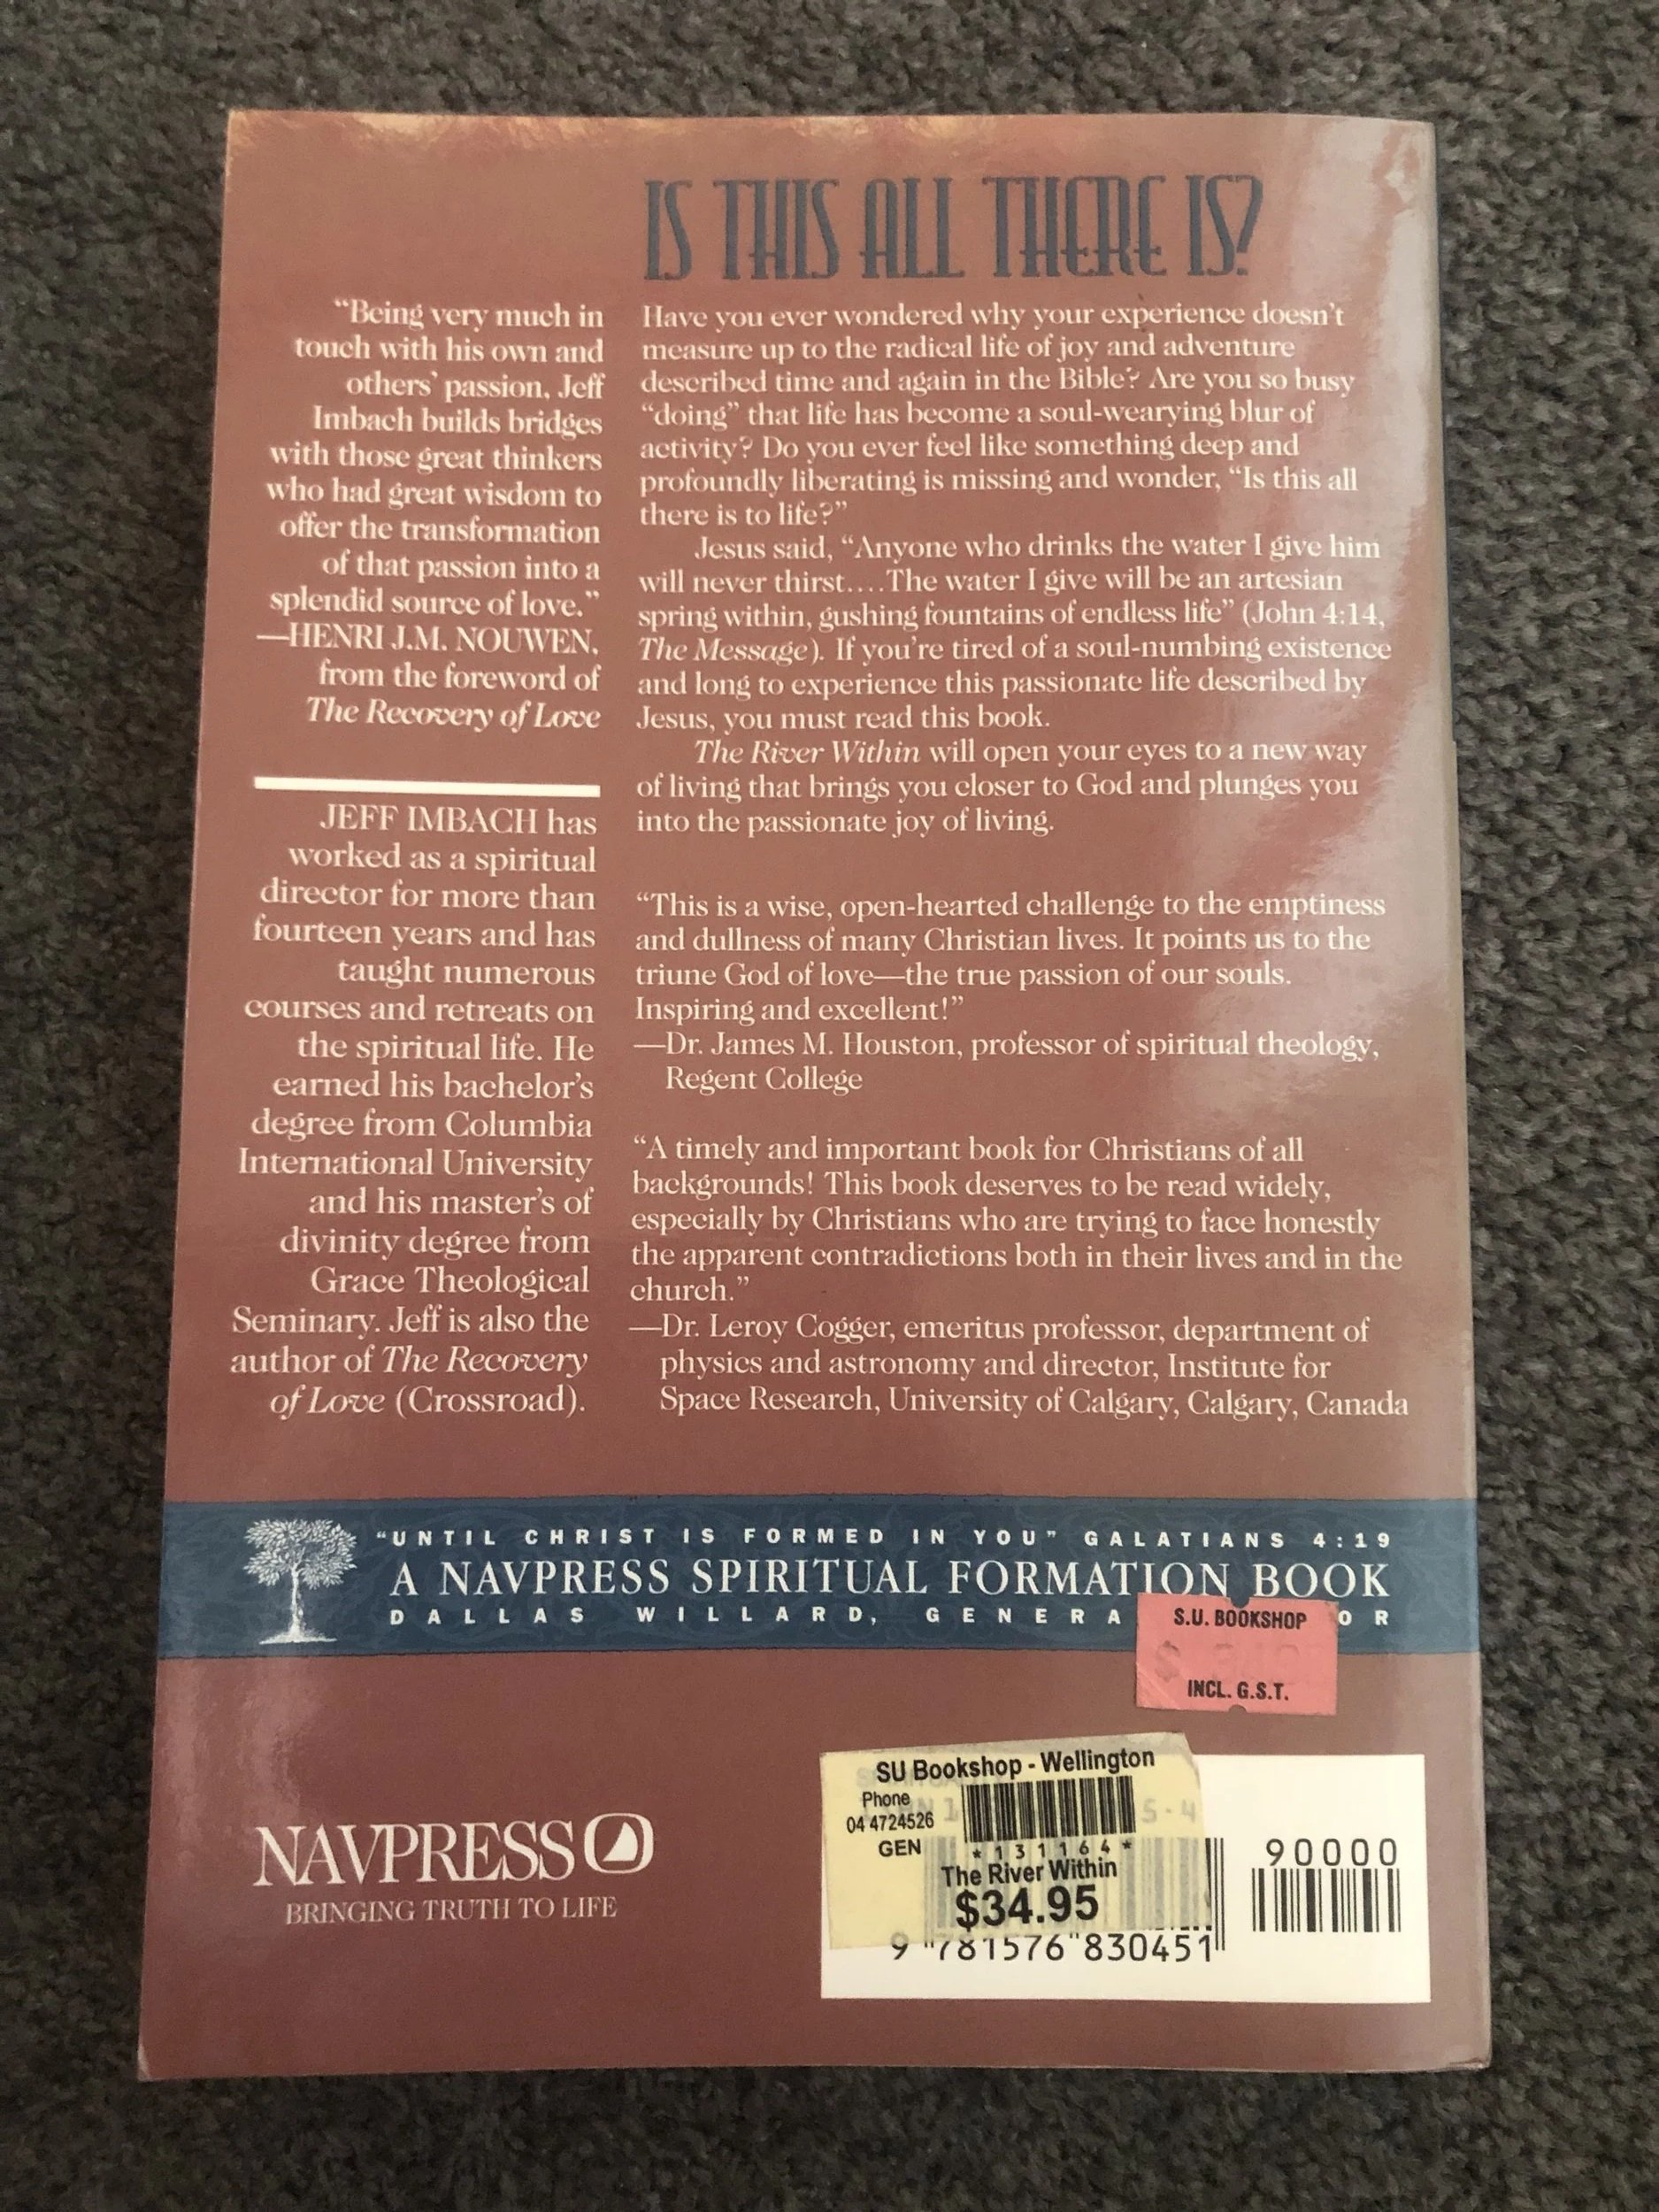 IS THIS ALL THERE IS?
"Being very much in
touch with his own and
others' passion, Jeff
Imbach builds bridges
with those great thinkers
who had great wisdom to
offer the transformation
of that passion into a
splendid source of love."
—HENRI J.M. NOUWEN,
from the foreword of
The Recovery of Love
JEFF IMBACH has
worked as a spiritual
director for more than
fourteen years and has
taught numerous
courses and retreats on
the spiritual life. He
earned his bachelor's
degree from Columbia
International University
and his master's of
divinity degree from
Grace Theological
Seminary. Jeff is also the
author of The Recovery
of Love (Crossroad).
Have you ever wondered why your experience doesn't
measure up to the radical life of joy and adventure
described time and again in the Bible? Are you so busy
"doing" that life has become a soul-wearying blur of
activity? Do you ever feel like something deep and
profoundly liberating is missing and wonder, "Is this all
there is to life?"
Jesus said, "Anyone who drinks the water I give him
will never thirst....The water I give will be an artesian
spring within, gushing fountains of endless life" (John 4:14,
The Message). If you're tired of a soul-numbing existence
and long to experience this passionate life described by
Jesus, you must read this book.
The River Within will open your eyes to a new way
of living that brings you closer to God and plunges you
into the passionate joy of living.
"This is a wise, open-hearted challenge to the emptiness
and dullness of many Christian lives. It points us to the
triune God of love—the true passion of our souls.
Inspiring and excellent!"
—Dr. James M. Houston, professor of spiritual theology,
Regent College
"A timely and important book for Christians of all
backgrounds! This book deserves to be read widely,
especially by Christians who are trying to face honestly
the apparent contradictions both in their lives and in the
church."
—Dr. Leroy Cogger, emeritus professor, department of
physics and astronomy and director, Institute for
Space Research, University of Calgary, Calgary, Canada
"UNTIL CHRIST IS FORMED IN YOU" GALATIANS 4:19
A NAVPRESS SPIRITUAL FORMATION BOOK
DALLAS WILLARD, GENERA OR
S.U. BOOKSHOP
INCL. G.S.T.
NAVPRESS
BRINGING TRUTH TO LIFE
SU Bookshop - Wellington
Phone
04 4724526
GEN
*131164*
The River Within
$34.95
5-4
90000
9 781576 830451